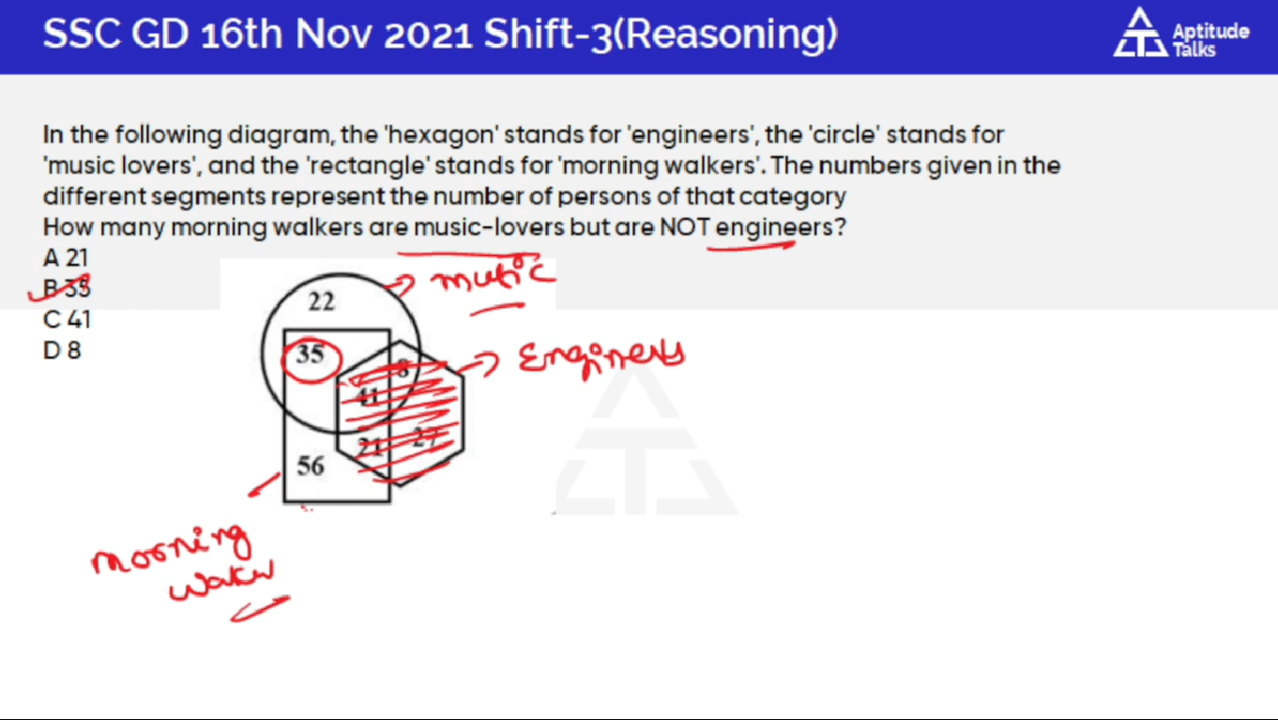 SSC GD 16th Nov 2021 Shift-3(Reasoning)
Aptitude
Talks
In the following diagram, the 'hexagon' stands for 'engineers', the 'circle' stands for
'music lovers', and the 'rectangle' stands for 'morning walkers'. The numbers given in the
different segments represent the number of persons of that category
How many morning walkers are music-lovers but are NOT engineers?
A 21
B 35
C 41
D 8
music
22
35
Engineers
8
41
27
21
56
morning
waker